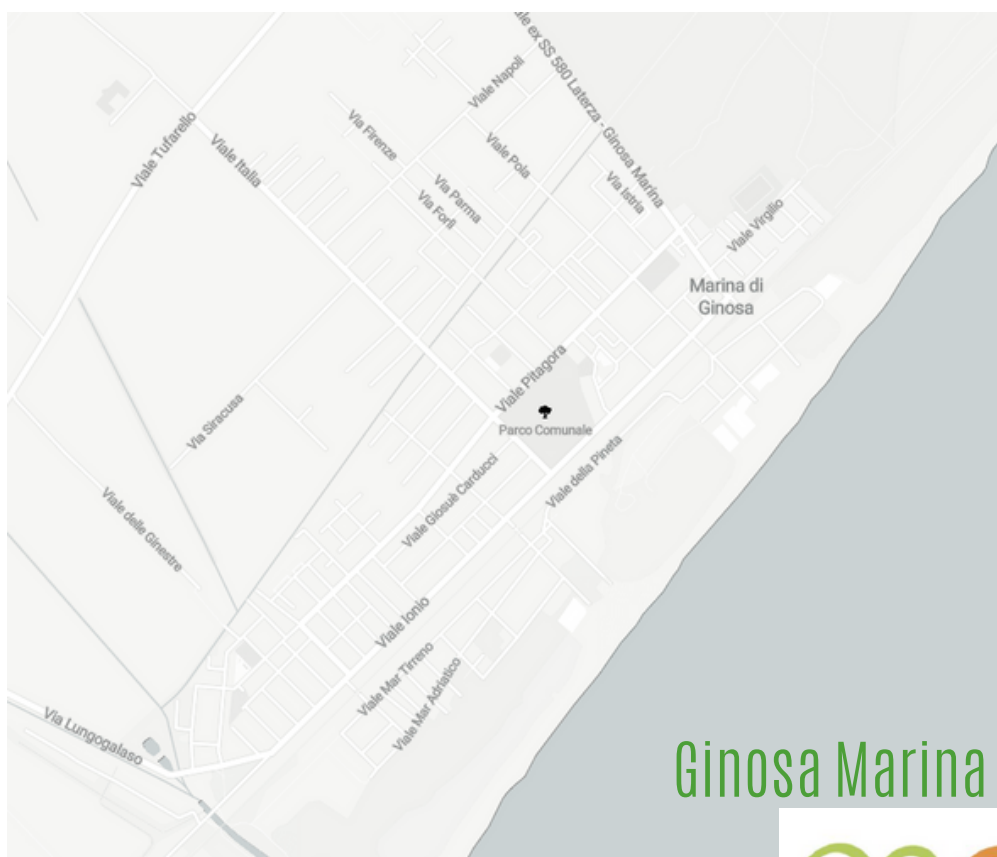 ale ex SS 580 Laterza - Ginosa Marina
Viale Napoli
Via Firenze
Viale Tufarello
Viale Italia
Viale Pola
Via Parma
Via Istria
Via Forlì
Viale Virgilio
Marina di
Ginosa
Viale Pitagora
Via Siracusa
Parco Comunale
Viale della Pineta
Viale Giosuè Carducci
Viale delle Ginestre
Viale Ionio
Viale Mar Tirreno
Viale Mar Adriatico
Via Lungogalaso
Ginosa Marina